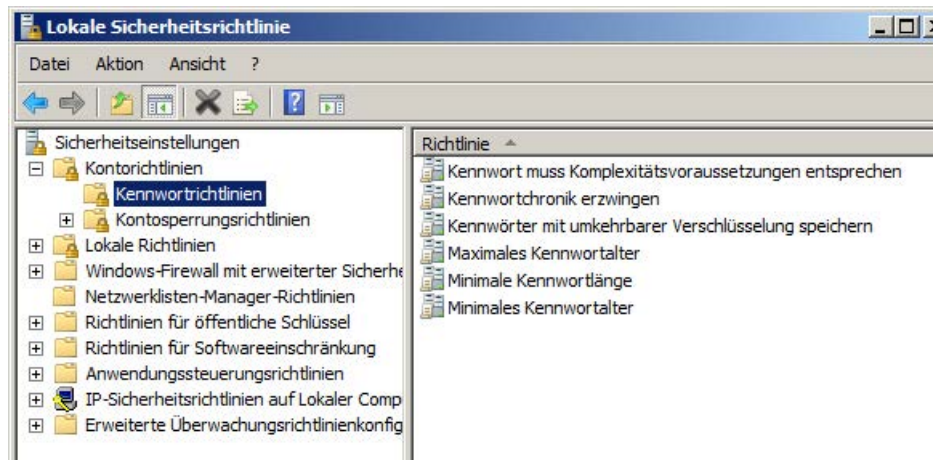 Lokale Sicherheitsrichtlinie
Datei Aktion Ansicht ?
Sicherheitseinstellungen
Kontorichtlinien
Kennwortrichtlinien
Kontosperrungsrichtlinien
Lokale Richtlinien
Windows-Firewall mit erweiterter Sicherhe
Netzwerklisten-Manager-Richtlinien
Richtlinien für öffentliche Schlüssel
Richtlinien für Softwareeinschränkung
Anwendungssteuerungsrichtlinien
IP-Sicherheitsrichtlinien auf Lokaler Comp
Erweiterte Überwachungsrichtlinienkonfig
Richtlinie
Kennwort muss Komplexitätsvoraussetzungen entsprechen
Kennwortchronik erzwingen
Kennwörter mit umkehrbarer Verschlüsselung speichern
Maximales Kennwortalter
Minimale Kennwortlänge
Minimales Kennwortalter